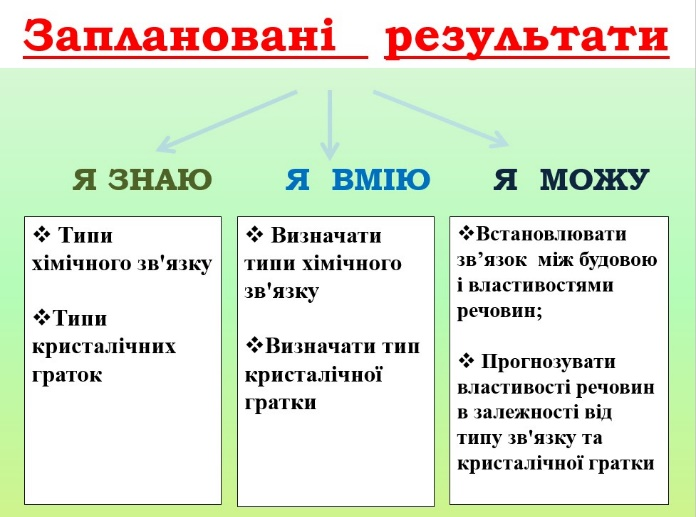 Заплановані результати
Я ЗНАЮ
❖ Типи
хімічного зв'язку
❖Типи
кристалічних
граток
Я ВМІЮ
❖ Визначати
типи хімічного
зв'язку
❖Визначати тип
кристалічної
гратки
Я МОЖУ
❖Встановлювати
зв’язок між будовою
і властивостями
речовин;
❖ Прогнозувати
властивості речовин
в залежності від
типу зв'язку та
кристалічної гратки